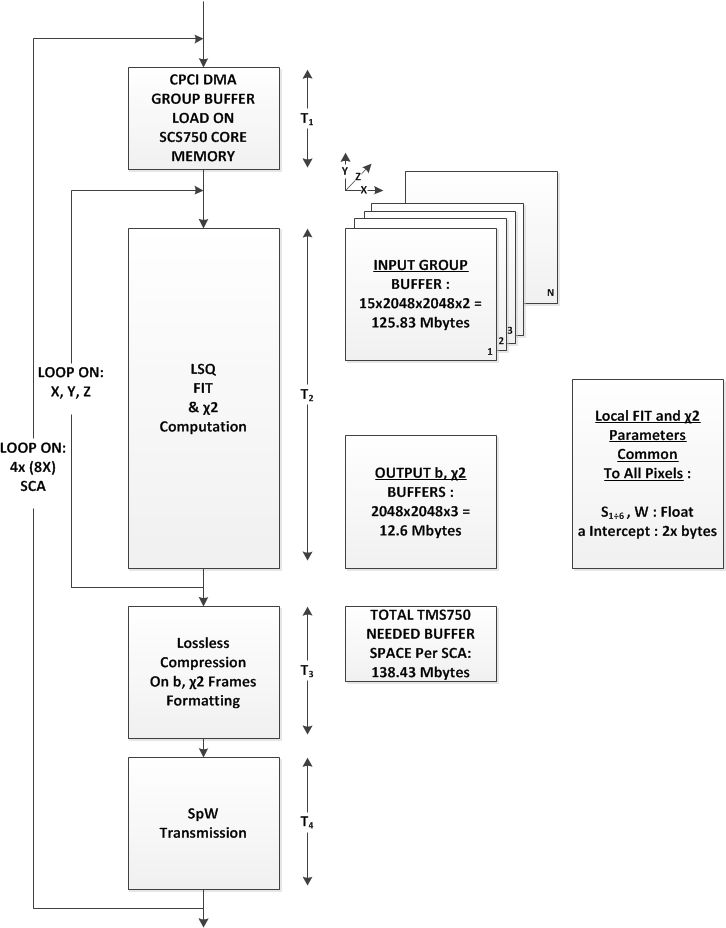 CPCI DMA
GROUP BUFFER
LOAD ON
SCS750 CORE
MEMORY
T₁
Y
Z
X
INPUT GROUP
BUFFER :
15x2048x2048x2 =
125.83 Mbytes
1
2
3
N
LSQ
FIT
& χ2
Computation
T₂
LOOP ON:
X, Y, Z
LOOP ON:
4x (8X)
SCA
OUTPUT b, χ2
BUFFERS :
2048x2048x3 =
12.6 Mbytes
Local FIT and χ2
Parameters
Common
To All Pixels :
S₁÷₆ , W : Float
a Intercept : 2x bytes
Lossless
Compression
On b, χ2 Frames
Formatting
T₃
TOTAL TMS750
NEEDED BUFFER
SPACE Per SCA:
138.43 Mbytes
SpW
Transmission
T₄